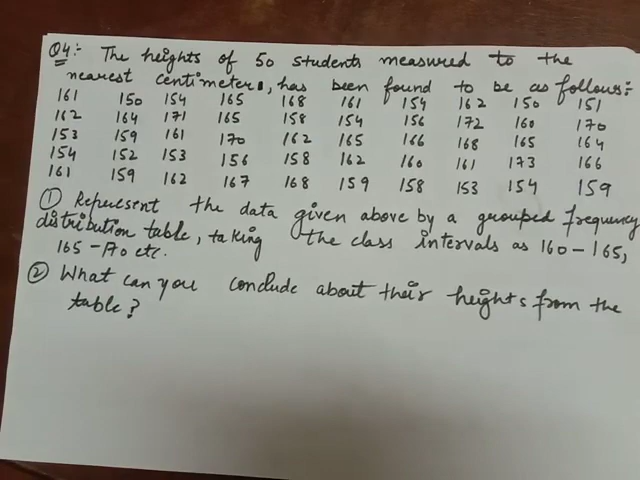 Q4:- The heights of 50 students measured to the
nearest centimeters, has been found to be as follows:-
161 150 154 165 168 161 154 162 150 151
162 164 171 165 158 154 156 172 160 170
153 159 161 170 162 165 166 168 165 164
154 152 153 156 158 162 160 161 173 166
161 159 162 167 168 159 158 153 154 159
① Represent the data given above by a grouped frequency
distribution table, taking the class intervals as 160-165,
165-170 etc.
② What can you conclude about their heights from the
table?